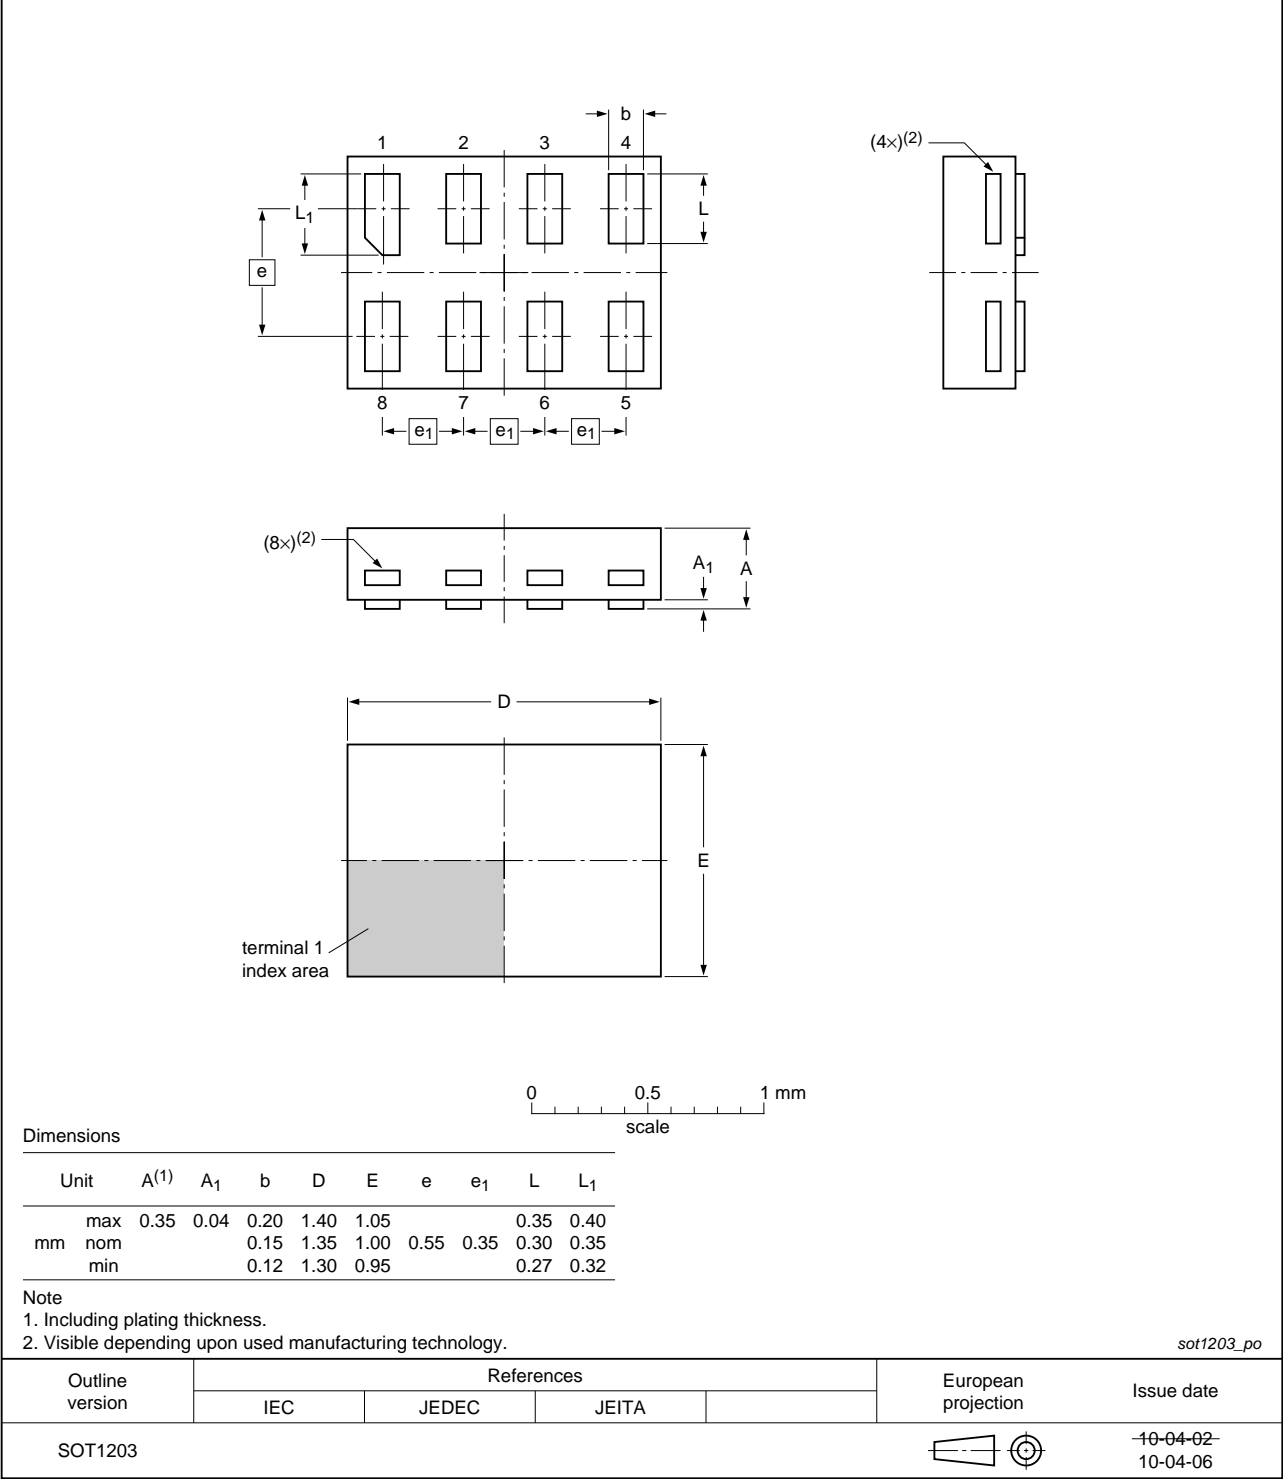 b
1 2 3 4
(4×)(2)
L1
L
e
8 7 6 5
e1 e1 e1
(8×)(2)
A1
A
D
E
terminal 1
index area
0 0.5 1 mm
scale
Dimensions
Unit A(1) A1 b D E e e1 L L1
max 0.35 0.04 0.20 1.40 1.05 0.35 0.40
mm nom 0.15 1.35 1.00 0.55 0.35 0.30 0.35
min 0.12 1.30 0.95 0.27 0.32
Note
1. Including plating thickness.
2. Visible depending upon used manufacturing technology.
sot1203_po
Outline
version
References
IEC JEDEC JEITA
European
projection
Issue date
SOT1203
10-04-02
10-04-06